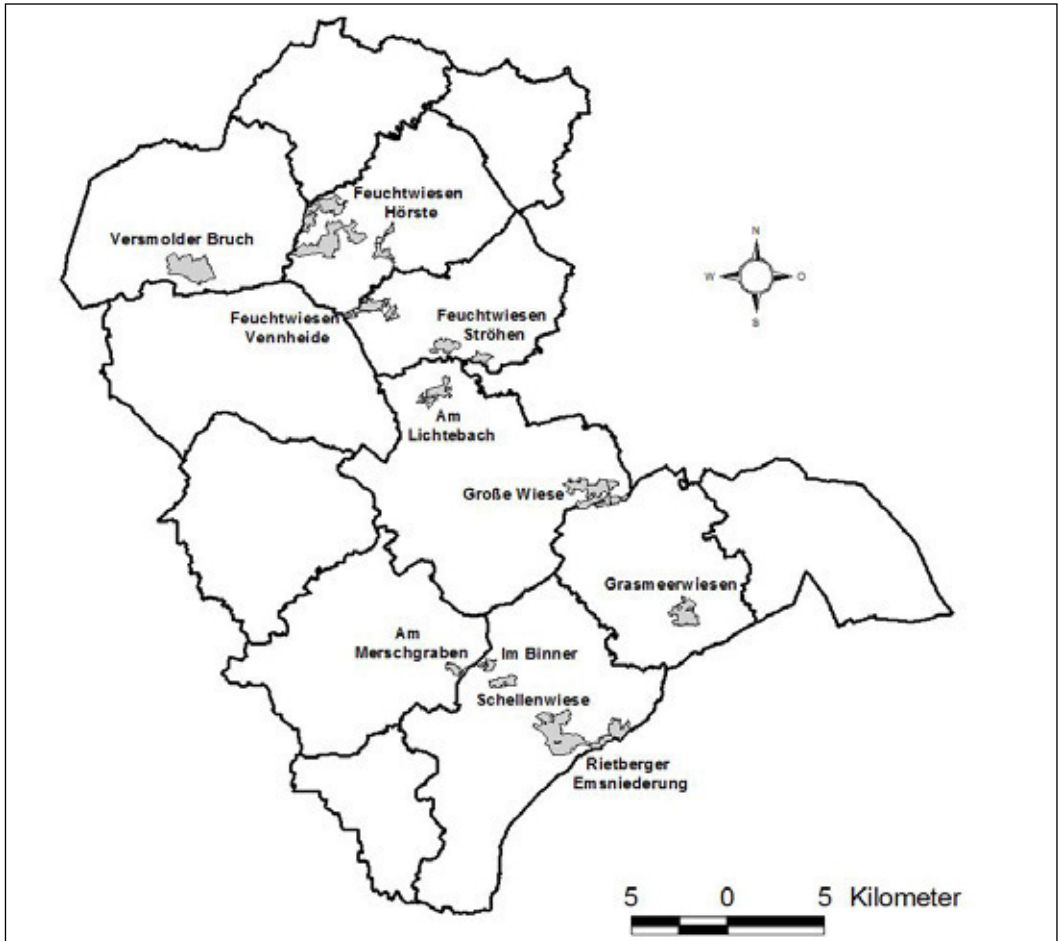 Feuchtwiesen
Hörste
Versmolder Bruch
N
W
O
S
Feuchtwiesen
Vennheide
Feuchtwiesen
Ströhen
Am
Lichtebach
Große Wiese
Grasmeerwiesen
Am
Merschgraben
Im Binner
Schellenwiese
Rietberger
Emsniederung
5 0 5 Kilometer